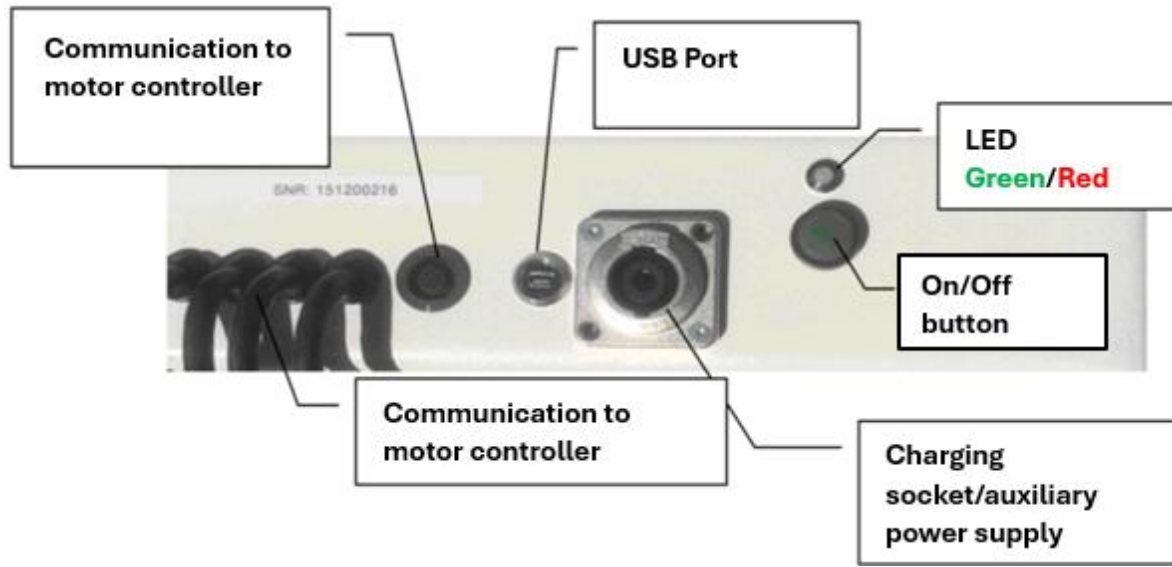 Communication to
motor controller
USB Port
LED
Green/Red
SNR: 151200216
On/Off
button
Communication to
motor controller
Charging
socket/auxiliary
power supply